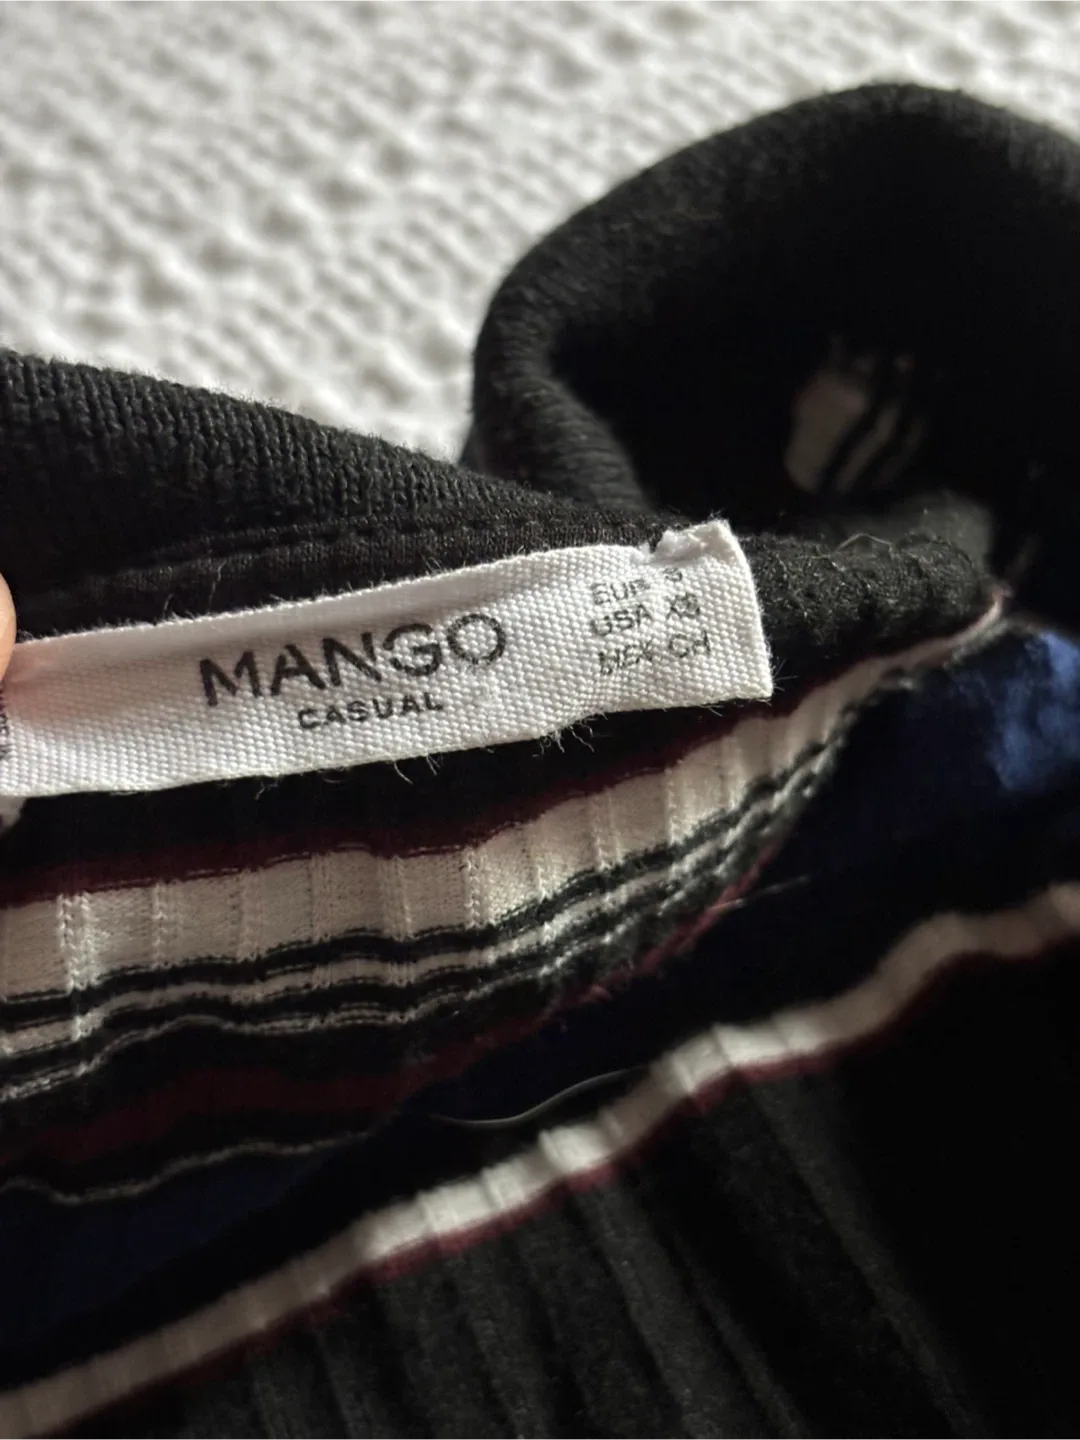 MANGO
CASUAL
EUR S
USA XS
MEX CH